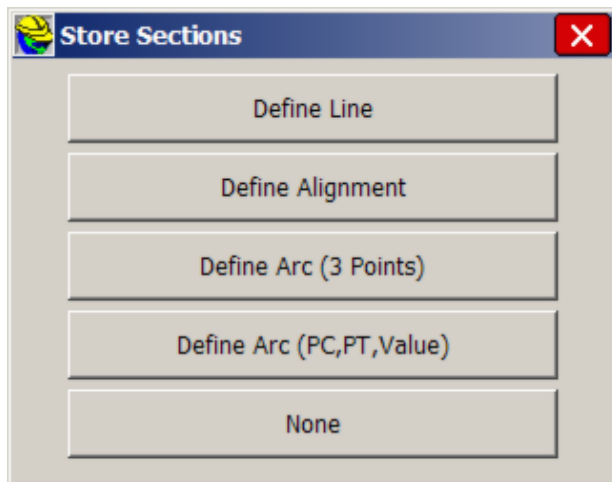 Store Sections
Define Line
Define Alignment
Define Arc (3 Points)
Define Arc (PC,PT,Value)
None